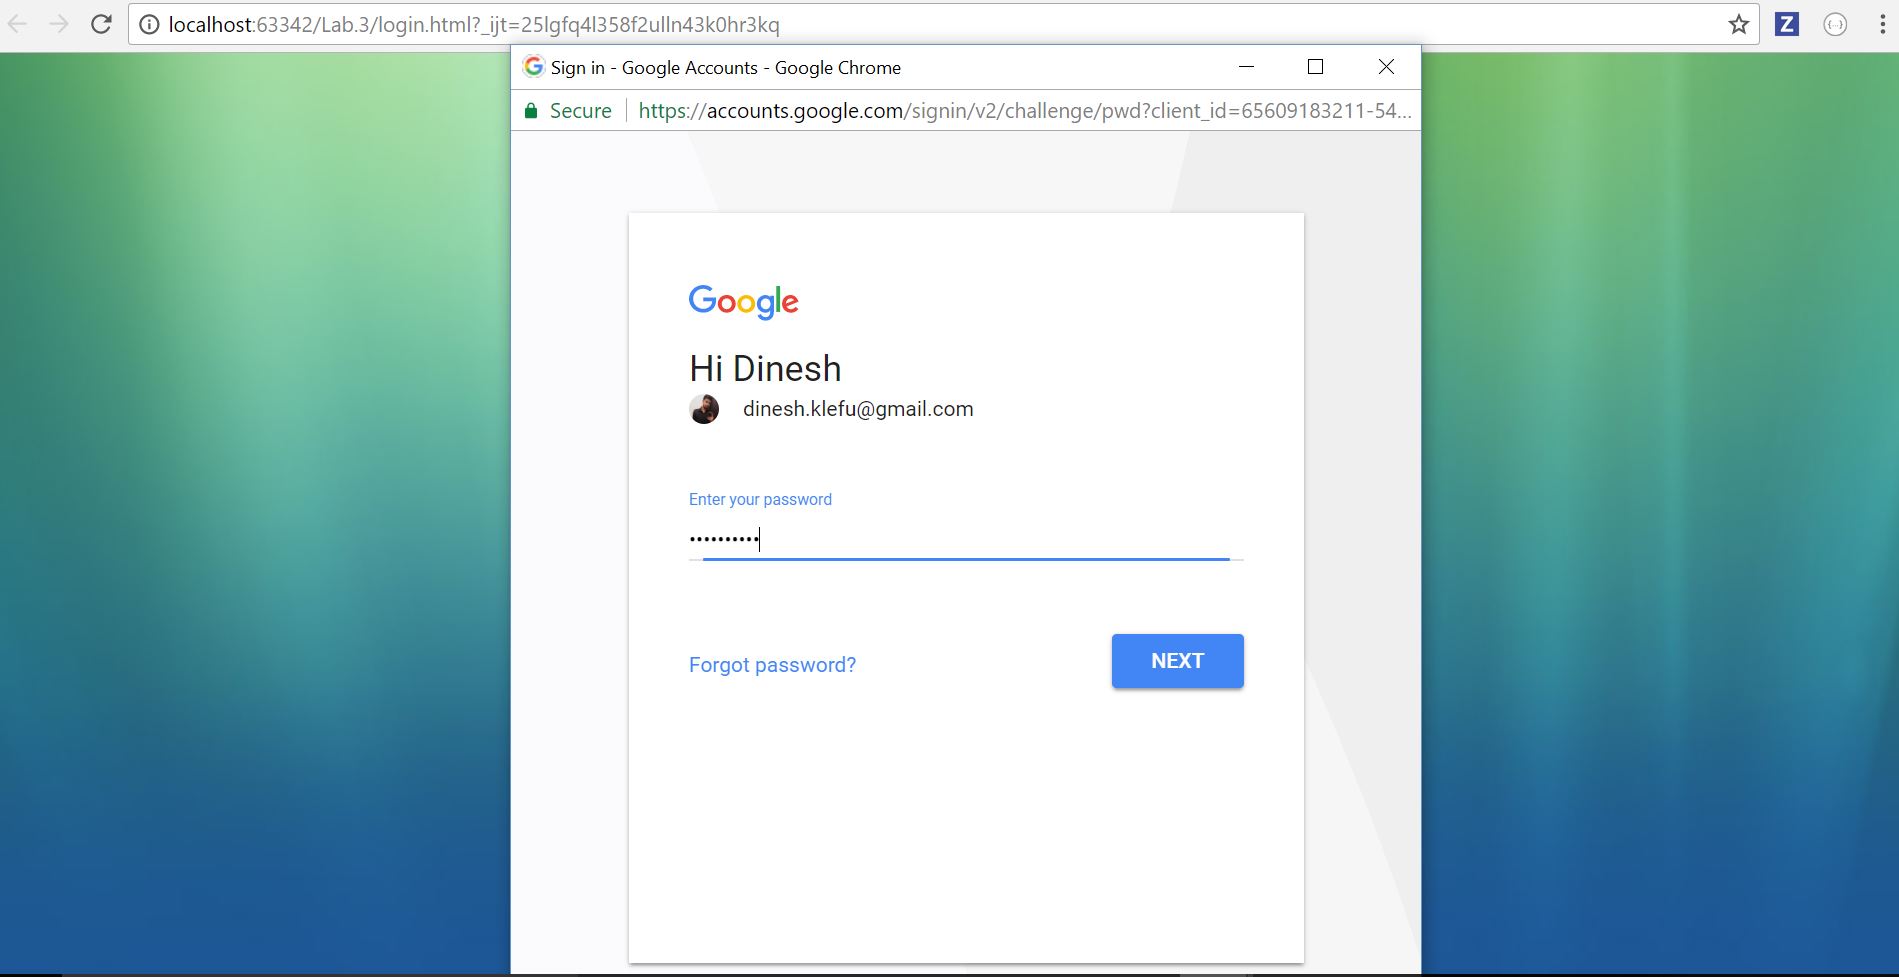 localhost:63342/Lab.3/login.html?_ijt=25lgfq4l358f2ulln43k0hr3kq
Z
{···}
Sign in - Google Accounts - Google Chrome
Secure https://accounts.google.com/signin/v2/challenge/pwd?client_id=65609183211-54...
Google
Hi Dinesh
dinesh.klefu@gmail.com
Enter your password
••••••••••
Forgot password?
NEXT